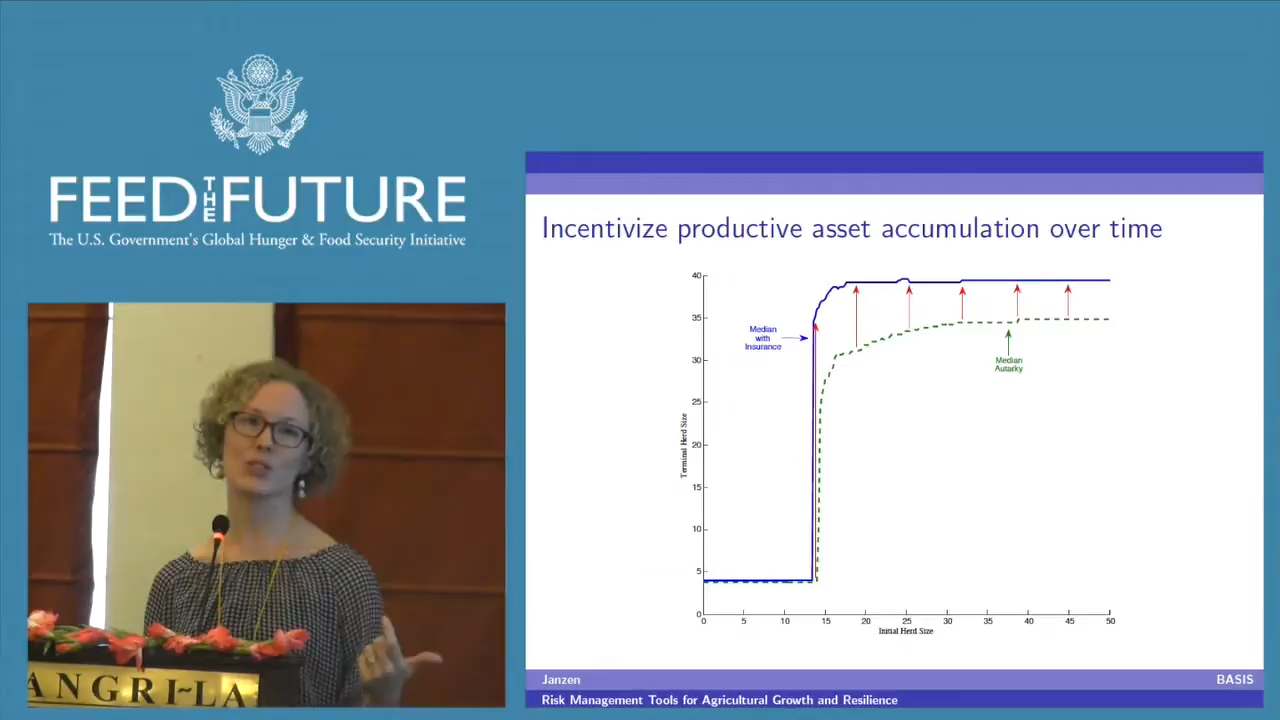 FEED THE FUTURE
The U.S. Government's Global Hunger & Food Security Initiative
ANGRI~LA
Incentivize productive asset accumulation over time
40
35
30
25
20
15
10
5
0
Terminal Herd Size
Median
with
Insurance
Median
Autarky
0 5 10 15 20 25 30 35 40 45 50
Initial Herd Size
Janzen BASIS
Risk Management Tools for Agricultural Growth and Resilience